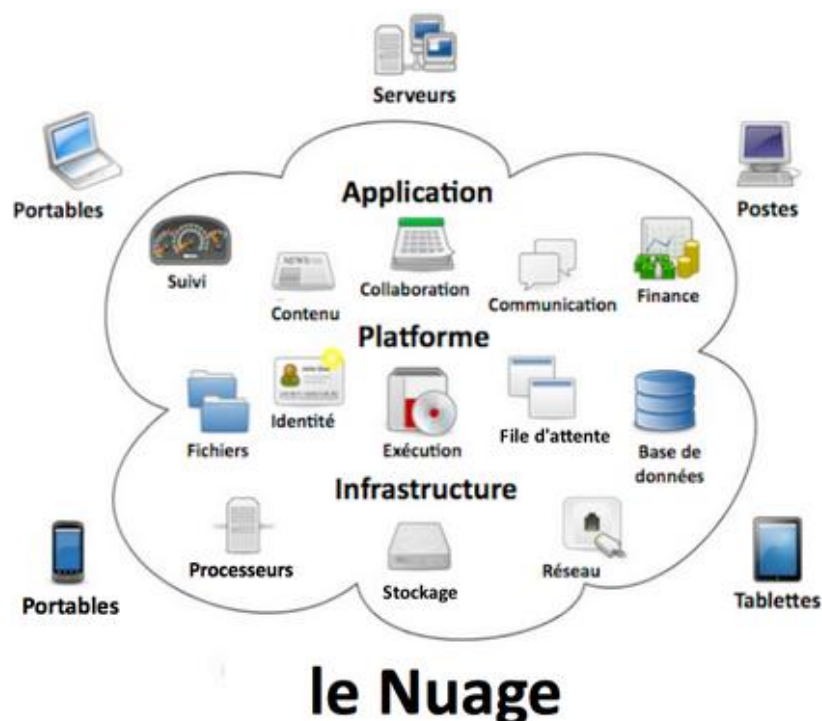 Serveurs
Portables
Postes
Application
Suivi
NEWS
Contenu
Collaboration
Communication
Finance
Platforme
Fichiers
Identité
Exécution
File d'attente
Base de
données
Infrastructure
Processeurs
Stockage
Réseau
Portables
Tablettes
le Nuage